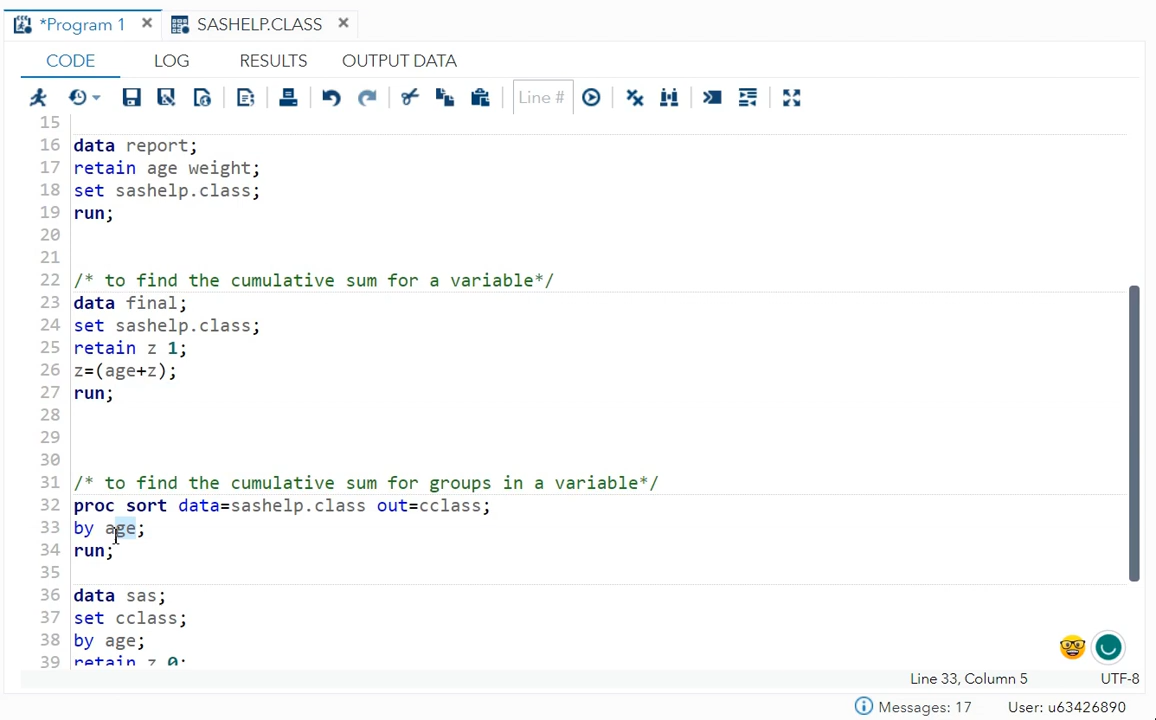 *Program 1 × SASHELP.CLASS ×
CODE LOG RESULTS OUTPUT DATA
Line #
15
16 data report;
17 retain age weight;
18 set sashelp.class;
19 run;
20
21
22 /* to find the cumulative sum for a variable*/
23 data final;
24 set sashelp.class;
25 retain z 1;
26 z=(age+z);
27 run;
28
29
30
31 /* to find the cumulative sum for groups in a variable*/
32 proc sort data=sashelp.class out=cclass;
33 by age;
34 run;
35
36 data sas;
37 set cclass;
38 by age;
39 retain z 0;
Line 33, Column 5 UTF-8
Messages: 17 User: u63426890